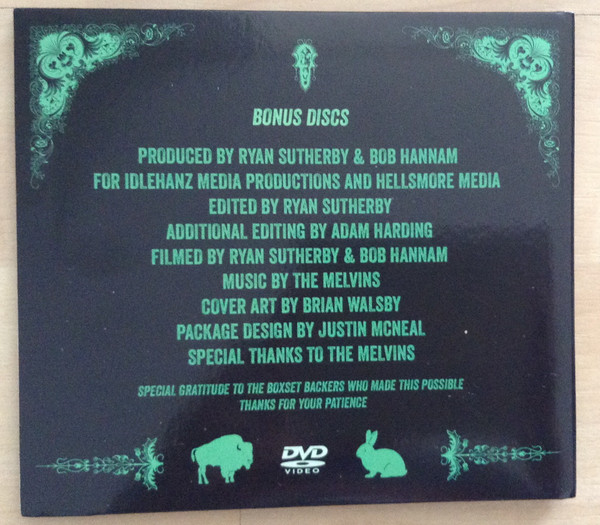 BONUS DISCS
PRODUCED BY RYAN SUTHERBY & BOB HANNAM
FOR IDLEHANZ MEDIA PRODUCTIONS AND HELLSMORE MEDIA
EDITED BY RYAN SUTHERBY
ADDITIONAL EDITING BY ADAM HARDING
FILMED BY RYAN SUTHERBY & BOB HANNAM
MUSIC BY THE MELVINS
COVER ART BY BRIAN WALSBY
PACKAGE DESIGN BY JUSTIN MCNEAL
SPECIAL THANKS TO THE MELVINS
SPECIAL GRATITUDE TO THE BOXSET BACKERS WHO MADE THIS POSSIBLE
THANKS FOR YOUR PATIENCE
DVD
VIDEO